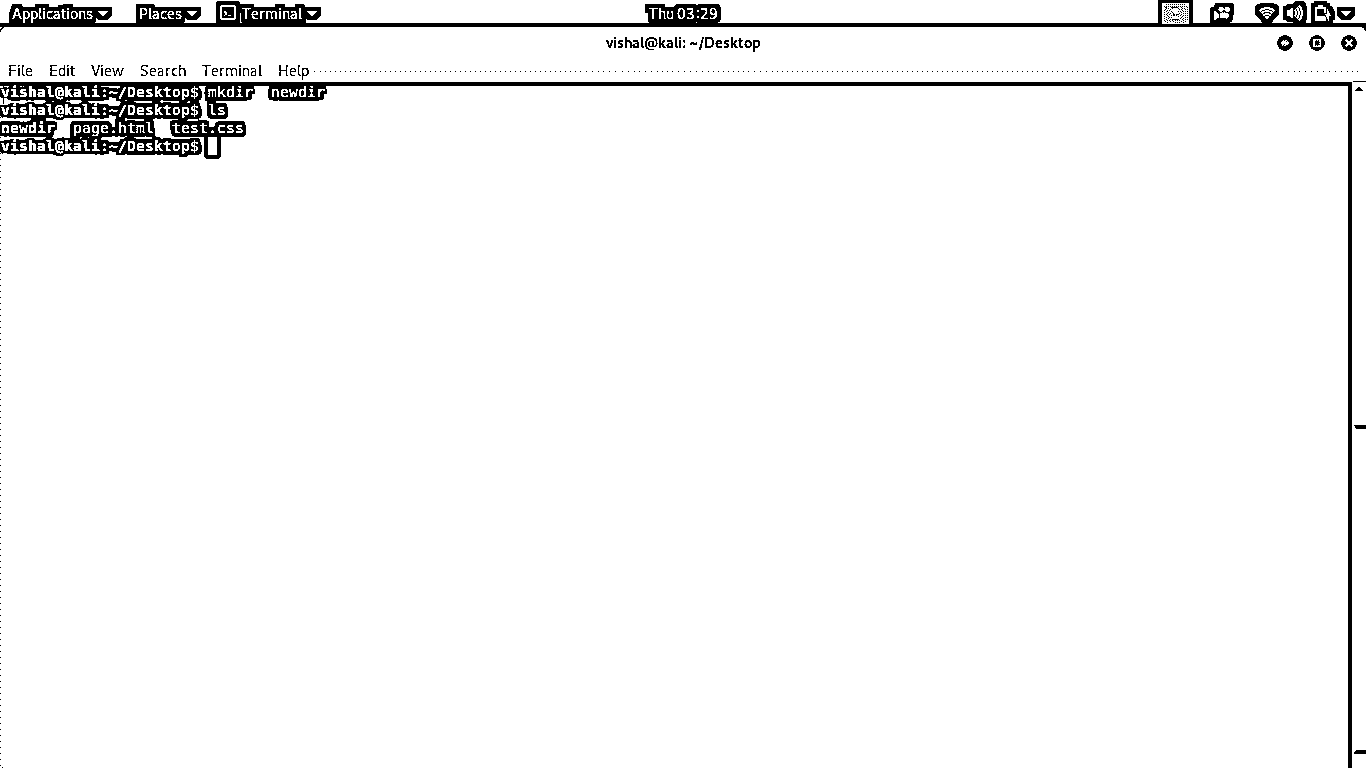 Applications Places Terminal Thu 03:29
vishal@kali: ~/Desktop
File Edit View Search Terminal Help
vishal@kali:~/Desktop$ mkdir  newdir
vishal@kali:~/Desktop$ ls
newdir  page.html  test.css
vishal@kali:~/Desktop$